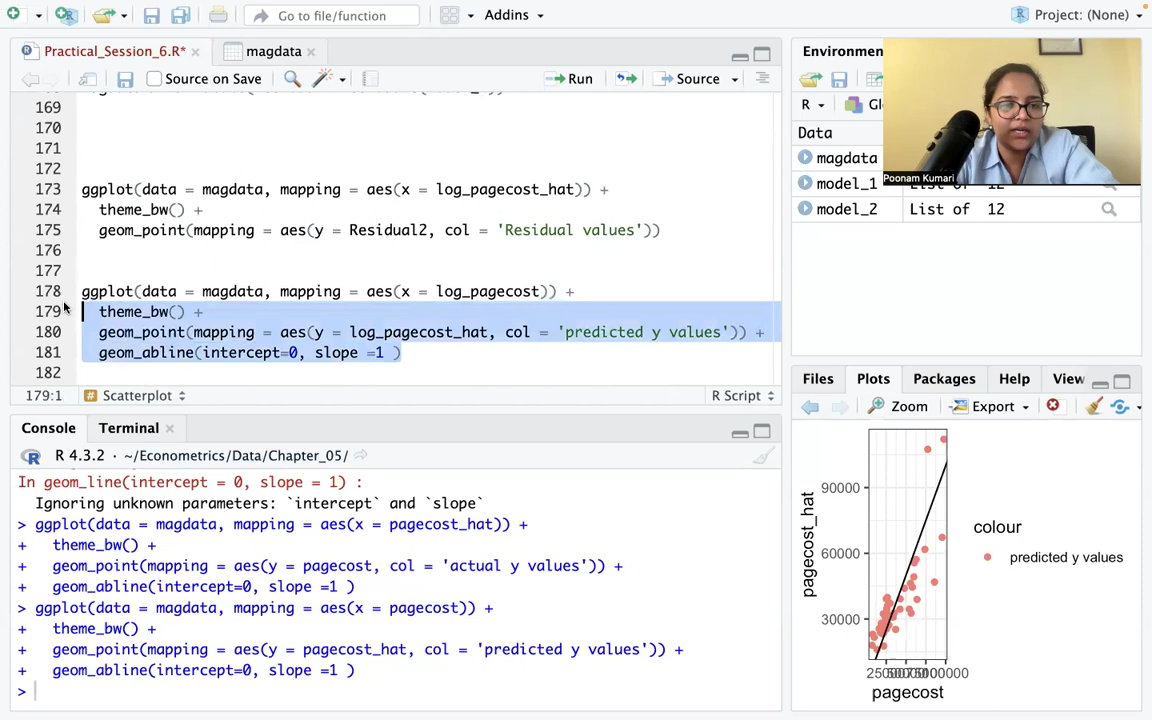 Go to file/function
Addins
Project: (None)
Practical_Session_6.R*
magdata
Source on Save
Run
Source
169
170
171
172
173 ggplot(data = magdata, mapping = aes(x = log_pagecost_hat)) +
174 theme_bw() +
175 geom_point(mapping = aes(y = Residual2, col = 'Residual values'))
176
177
178 ggplot(data = magdata, mapping = aes(x = log_pagecost)) +
179 theme_bw() +
180 geom_point(mapping = aes(y = log_pagecost_hat, col = 'predicted y values')) +
181 geom_abline(intercept=0, slope =1 )
182
179:1
# Scatterplot
R Script
Console
Terminal
R 4.3.2 · ~/Econometrics/Data/Chapter_05/
In geom_line(intercept = 0, slope = 1) :
Ignoring unknown parameters: `intercept` and `slope`
> ggplot(data = magdata, mapping = aes(x = pagecost_hat)) +
+ theme_bw() +
+ geom_point(mapping = aes(y = pagecost, col = 'actual y values')) +
+ geom_abline(intercept=0, slope =1 )
> ggplot(data = magdata, mapping = aes(x = pagecost)) +
+ theme_bw() +
+ geom_point(mapping = aes(y = pagecost_hat, col = 'predicted y values')) +
+ geom_abline(intercept=0, slope =1 )
>
Environmen
R
Data
magdata
model_1 List of 12
model_2 List of 12
Poonam Kumari
Files
Plots
Packages
Help
View
Zoom
Export
90000
60000
30000
pagecost_hat
pagecost
colour
predicted y values